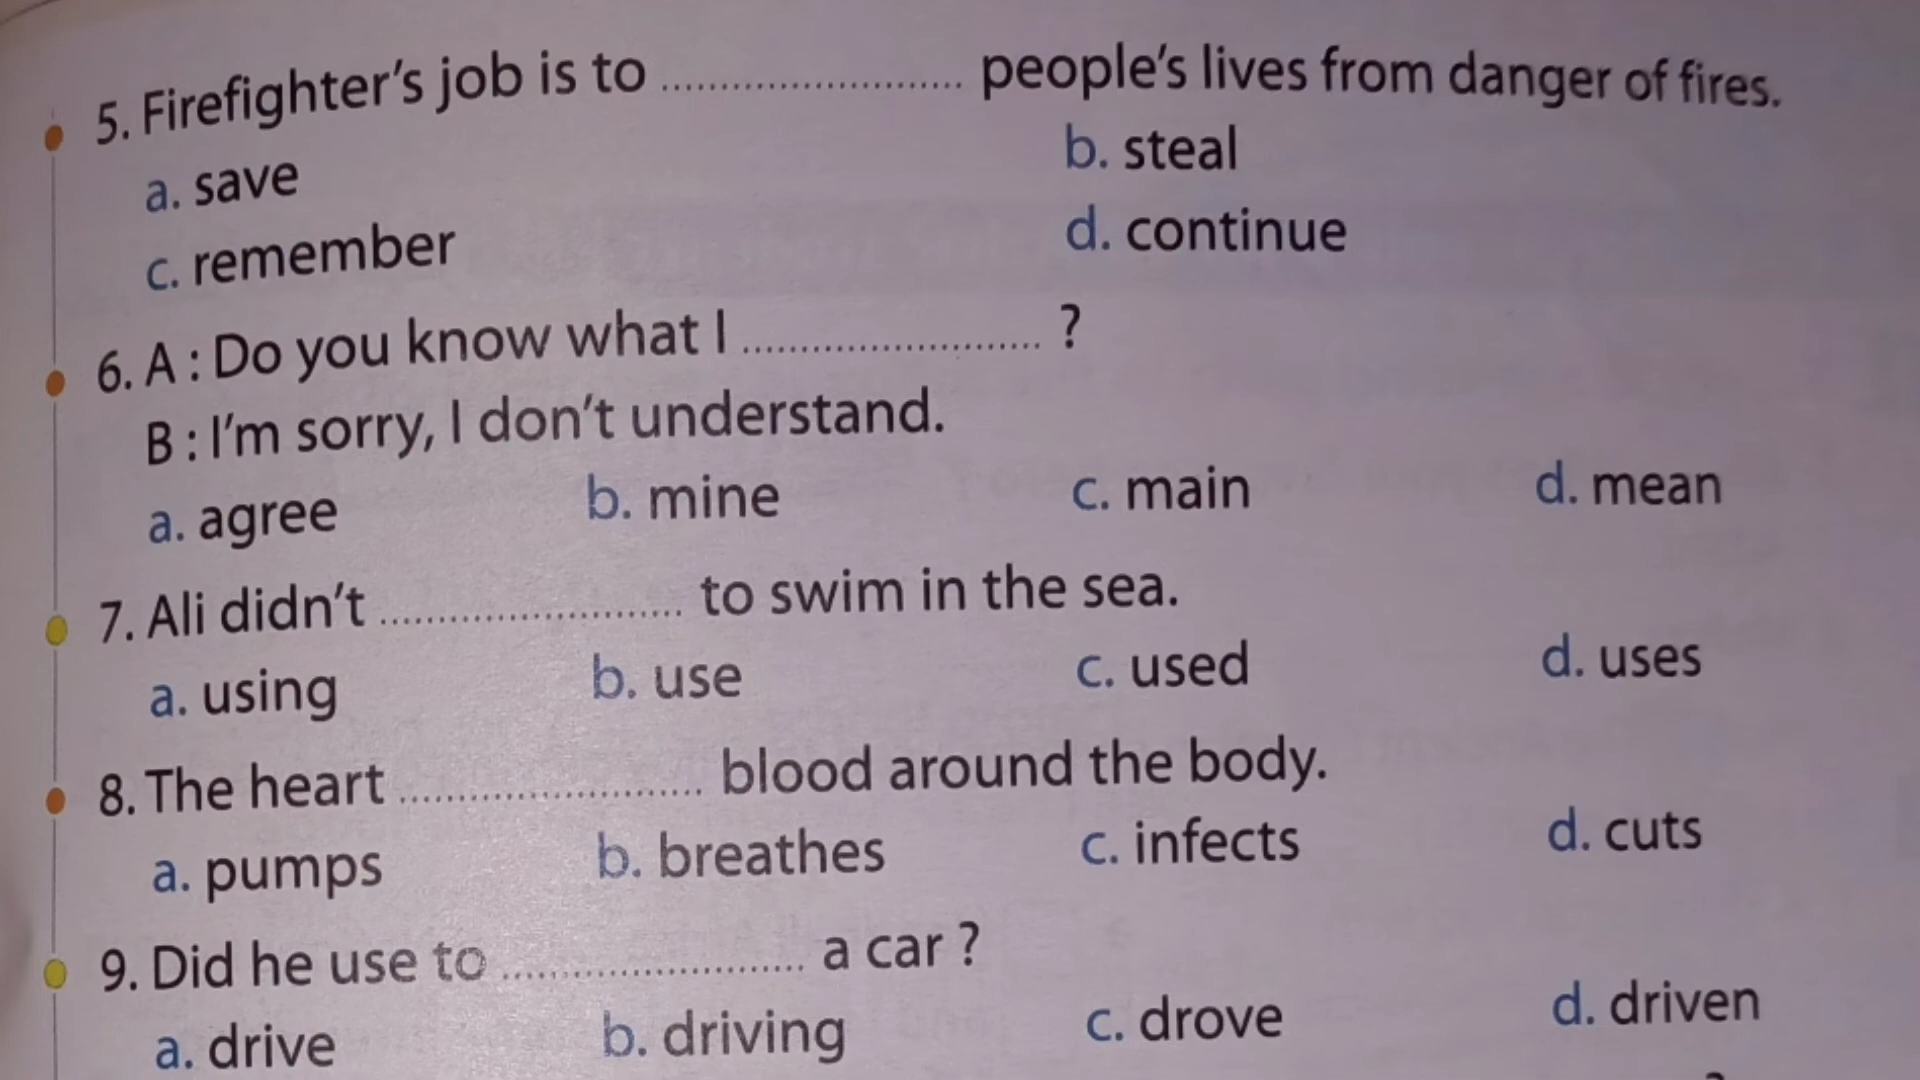 5. Firefighter's job is to ........................ people's lives from danger of fires.
a. save b. steal
c. remember d. continue
6. A : Do you know what I ........................ ?
B : I'm sorry, I don't understand.
a. agree b. mine c. main d. mean
7. Ali didn't ........................ to swim in the sea.
a. using b. use c. used d. uses
8. The heart ........................ blood around the body.
a. pumps b. breathes c. infects d. cuts
9. Did he use to ........................ a car ?
a. drive b. driving c. drove d. driven